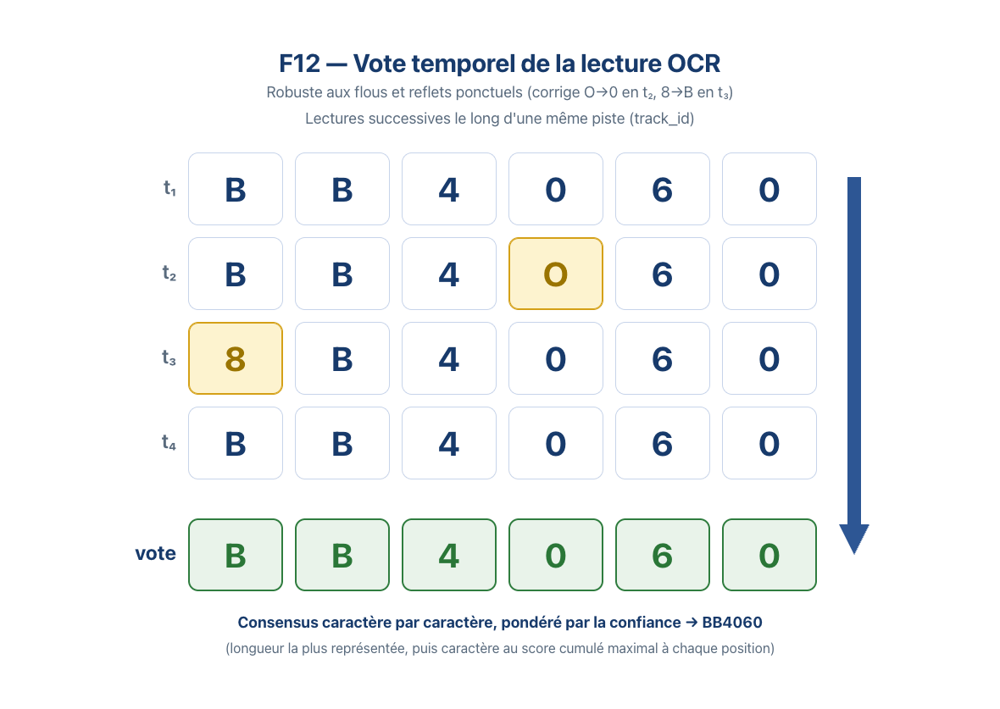 F12 — Vote temporel de la lecture OCR
Robuste aux flous et reflets ponctuels (corrige O→0 en t₂, 8→B en t₃)
Lectures successives le long d'une même piste (track_id)
t₁ B B 4 0 6 0
t₂ B B 4 O 6 0
t₃ 8 B 4 0 6 0
t₄ B B 4 0 6 0
vote B B 4 0 6 0
Consensus caractère par caractère, pondéré par la confiance → BB4060
(longueur la plus représentée, puis caractère au score cumulé maximal à chaque position)